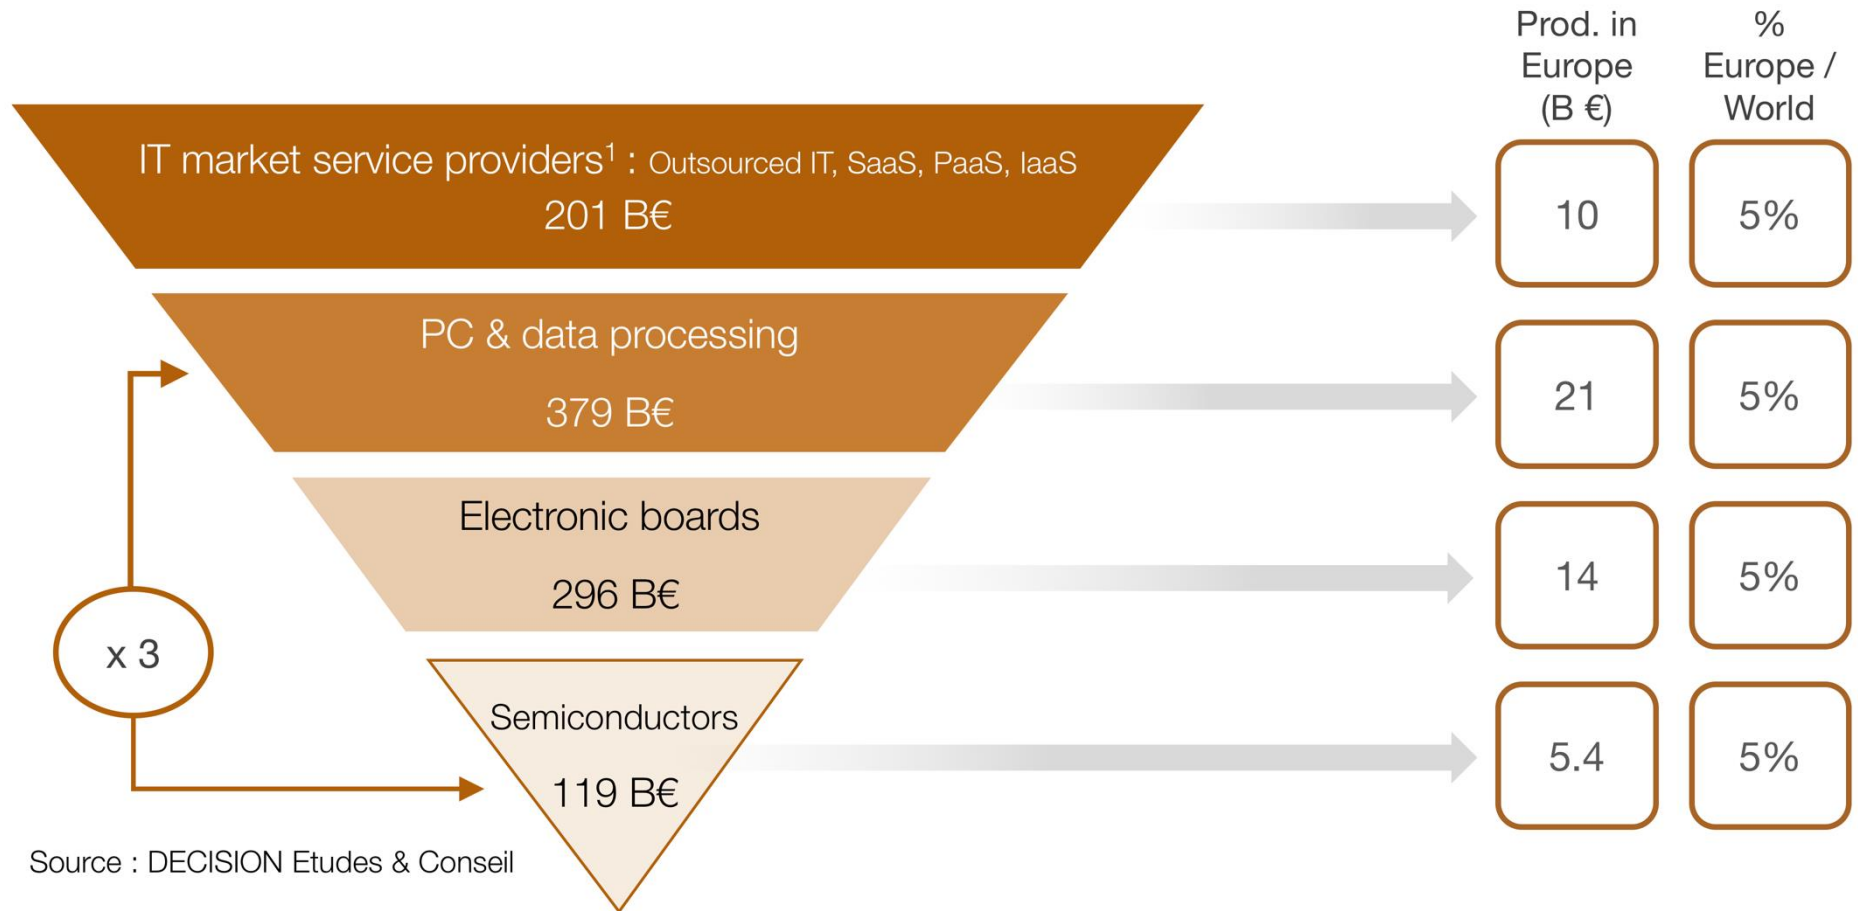 Prod. in
Europe
(B €)
%
Europe /
World
IT market service providers¹ : Outsourced IT, SaaS, PaaS, IaaS
201 B€
10
5%
PC & data processing
379 B€
21
5%
Electronic boards
296 B€
14
5%
x 3
Semiconductors
119 B€
5.4
5%
Source : DECISION Etudes & Conseil